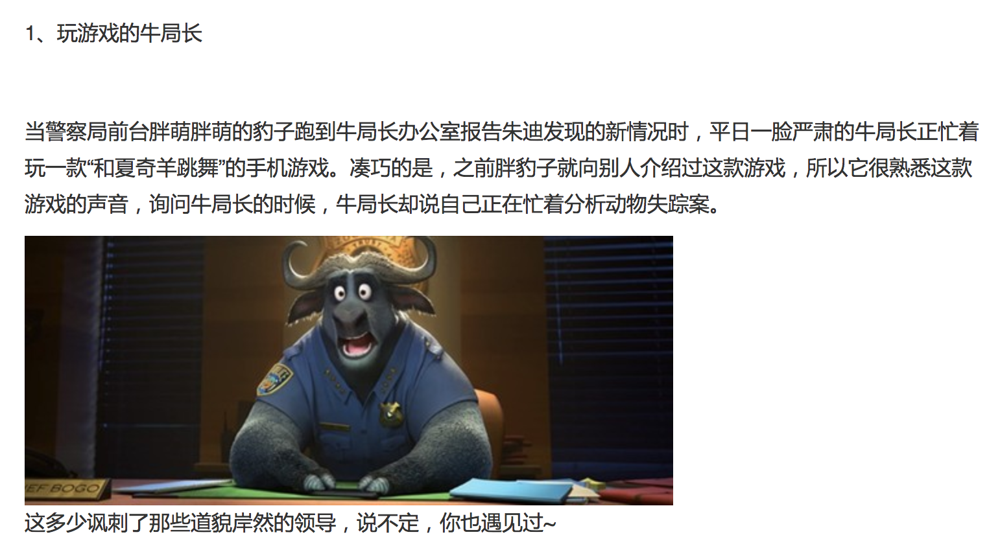 1、玩游戏的牛局长
当警察局前台胖萌胖萌的豹子跑到牛局长办公室报告朱迪发现的新情况时，平日一脸严肃的牛局长正忙着
玩一款“和夏奇羊跳舞”的手机游戏。凑巧的是，之前胖豹子就向别人介绍过这款游戏，所以它很熟悉这款
游戏的声音，询问牛局长的时候，牛局长却说自己正在忙着分析动物失踪案。
TRUST
IEF BOGO
这多少讽刺了那些道貌岸然的领导，说不定，你也遇见过~